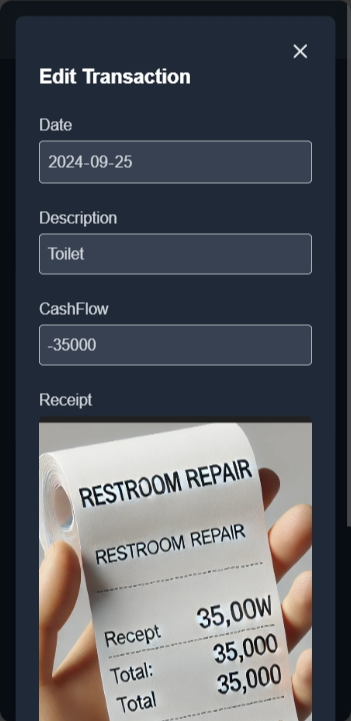 Edit Transaction
Date
2024-09-25
Description
Toilet
CashFlow
-35000
Receipt
RESTROOM REPAIR
RESTROOM REPAIR
Receipt 35,00W
Total: 35,000
Total 35,000